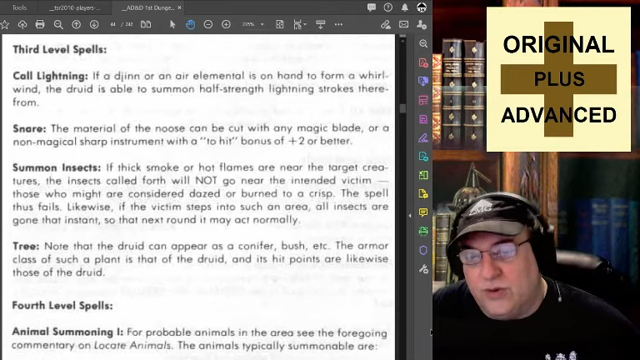 Tools
__tsr2010-players-...
__AD&D 1st Dunge...
Third Level Spells:
Call Lightning: If a djinn or an air elemental is on hand to form a whirl-
wind, the druid is able to summon half-strength lightning strokes there-
from.
Snare: The material of the noose can be cut with any magic blade, or a
non-magical sharp instrument with a "to hit" bonus of +2 or better.
Summon Insects: If thick smoke or hot flames are near the target crea-
tures, the insects called forth will NOT go near the intended victim —
those who might are considered dazed or burned to a crisp. The spell
thus fails. Likewise, if the victim steps into such an area, all insects are
gone that instant, so that next round it may act normally.
Tree: Note that the druid can appear as a conifer, bush, etc. The armor
class of such a plant is that of the druid, and its hit points are likewise
those of the druid.
Fourth Level Spells:
Animal Summoning I: For probable animals in the area see the foregoing
commentary on Locate Animals. The animals typically summonable are:
ORIGINAL
PLUS
ADVANCED